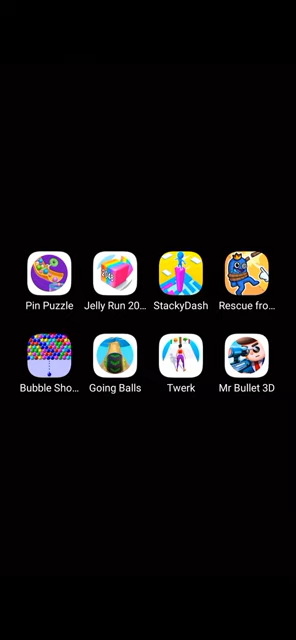 Pin Puzzle
Jelly Run 20...
StackyDash
Rescue fro...
Bubble Sho...
Going Balls
Twerk
Mr Bullet 3D